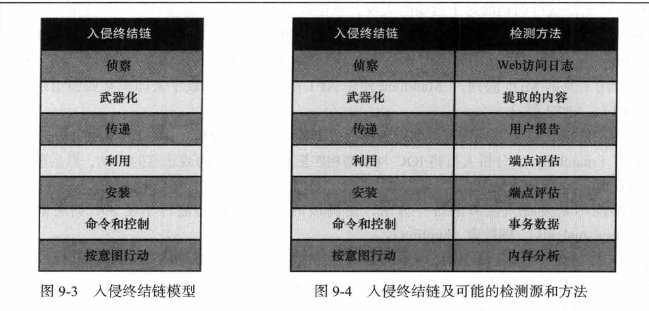 入侵终结链
侦察
武器化
传递
利用
安装
命令和控制
按意图行动
图 9-3 入侵终结链模型
入侵终结链 检测方法
侦察 Web访问日志
武器化 提取的内容
传递 用户报告
利用 端点评估
安装 端点评估
命令和控制 事务数据
按意图行动 内存分析
图 9-4 入侵终结链及可能的检测源和方法